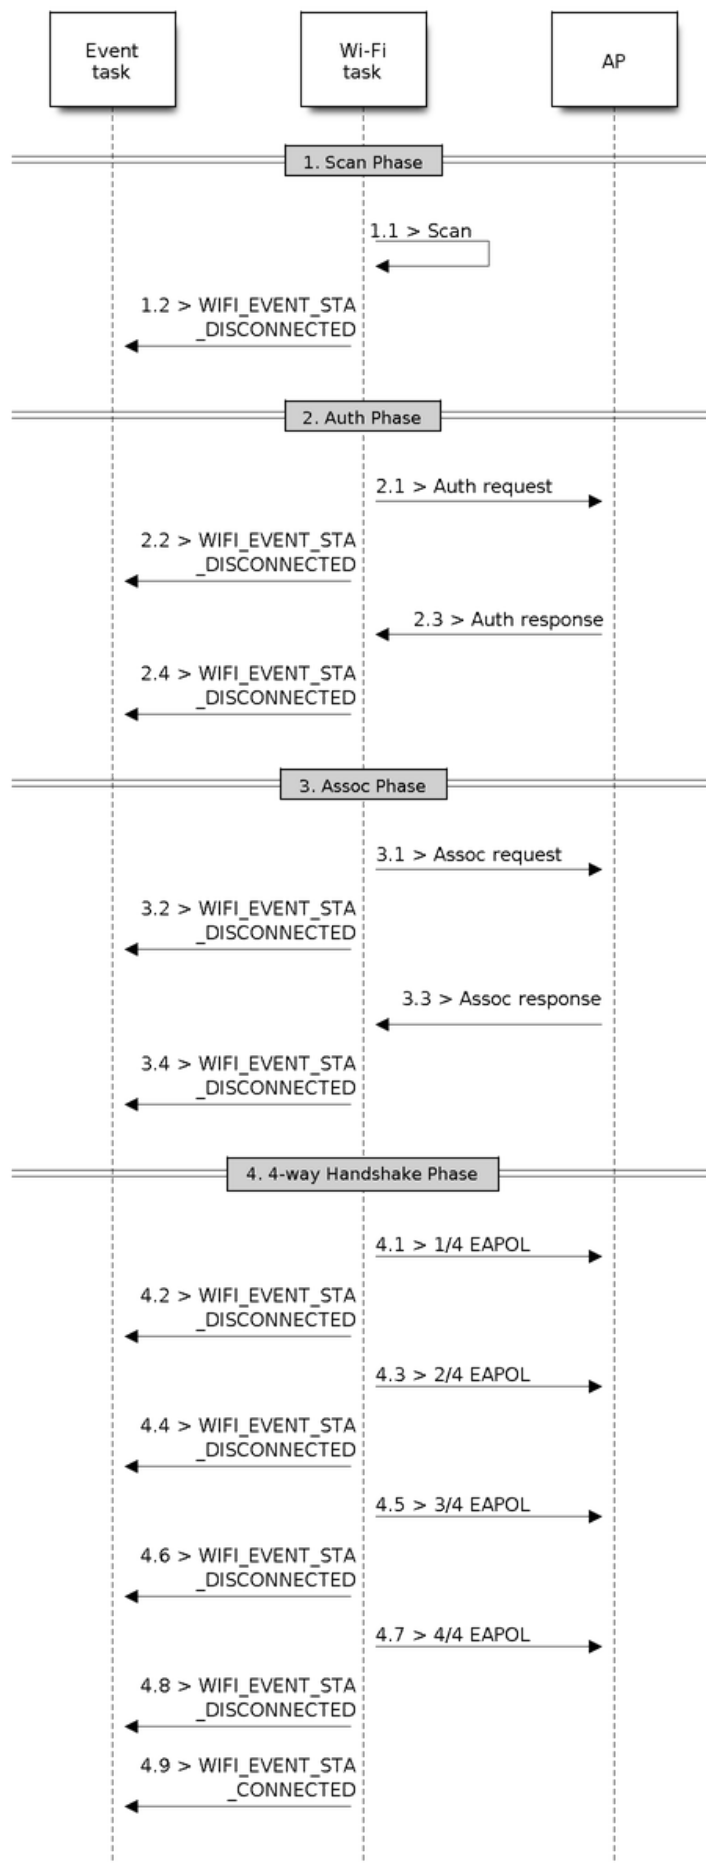 Event
task
Wi-Fi
task
AP
1. Scan Phase
1.1 > Scan
1.2 > WIFI_EVENT_STA
_DISCONNECTED
2. Auth Phase
2.1 > Auth request
2.2 > WIFI_EVENT_STA
_DISCONNECTED
2.3 > Auth response
2.4 > WIFI_EVENT_STA
_DISCONNECTED
3. Assoc Phase
3.1 > Assoc request
3.2 > WIFI_EVENT_STA
_DISCONNECTED
3.3 > Assoc response
3.4 > WIFI_EVENT_STA
_DISCONNECTED
4. 4-way Handshake Phase
4.1 > 1/4 EAPOL
4.2 > WIFI_EVENT_STA
_DISCONNECTED
4.3 > 2/4 EAPOL
4.4 > WIFI_EVENT_STA
_DISCONNECTED
4.5 > 3/4 EAPOL
4.6 > WIFI_EVENT_STA
_DISCONNECTED
4.7 > 4/4 EAPOL
4.8 > WIFI_EVENT_STA
_DISCONNECTED
4.9 > WIFI_EVENT_STA
_CONNECTED